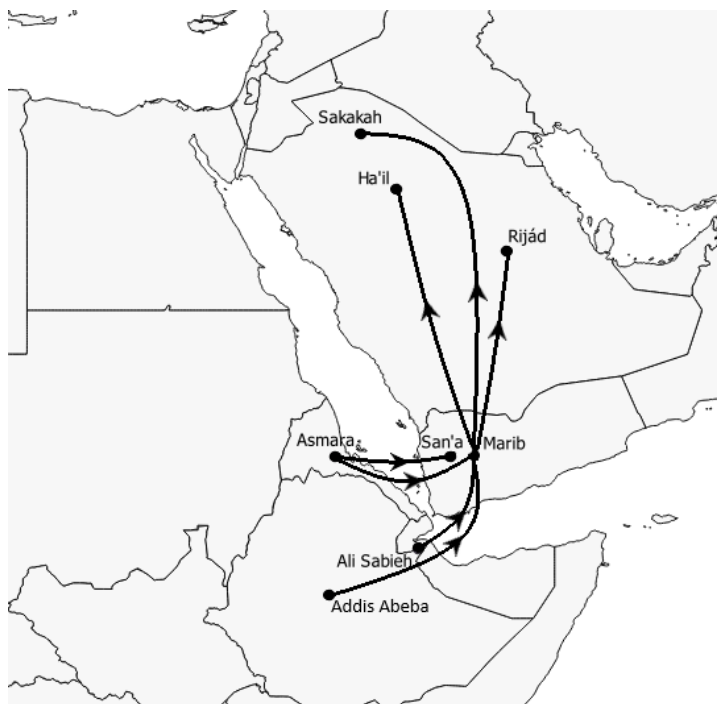 Sakakah
Ha'il
Rijád
Asmara
San'a
Marib
Ali Sabieh
Addis Abeba